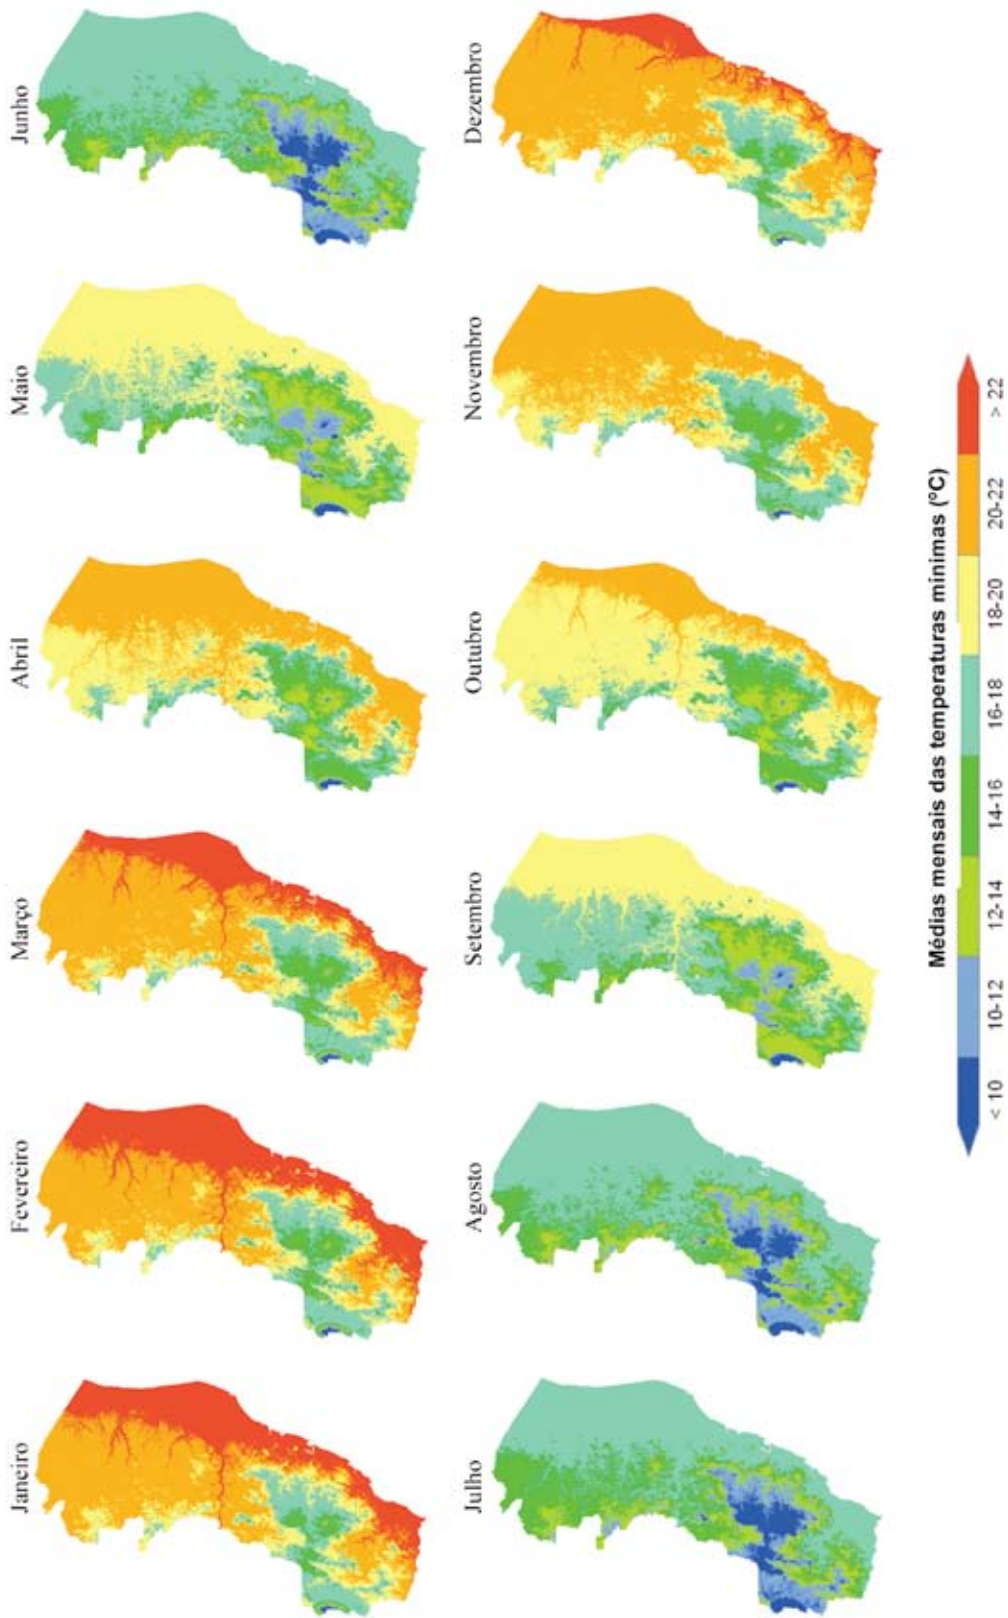 Janeiro
Fevereiro
Março
Abril
Maio
Junho
Julho
Agosto
Setembro
Outubro
Novembro
Dezembro
Médias mensais das temperaturas mínimas (ºC)
< 10
10-12
12-14
14-16
16-18
18-20
20-22
> 22